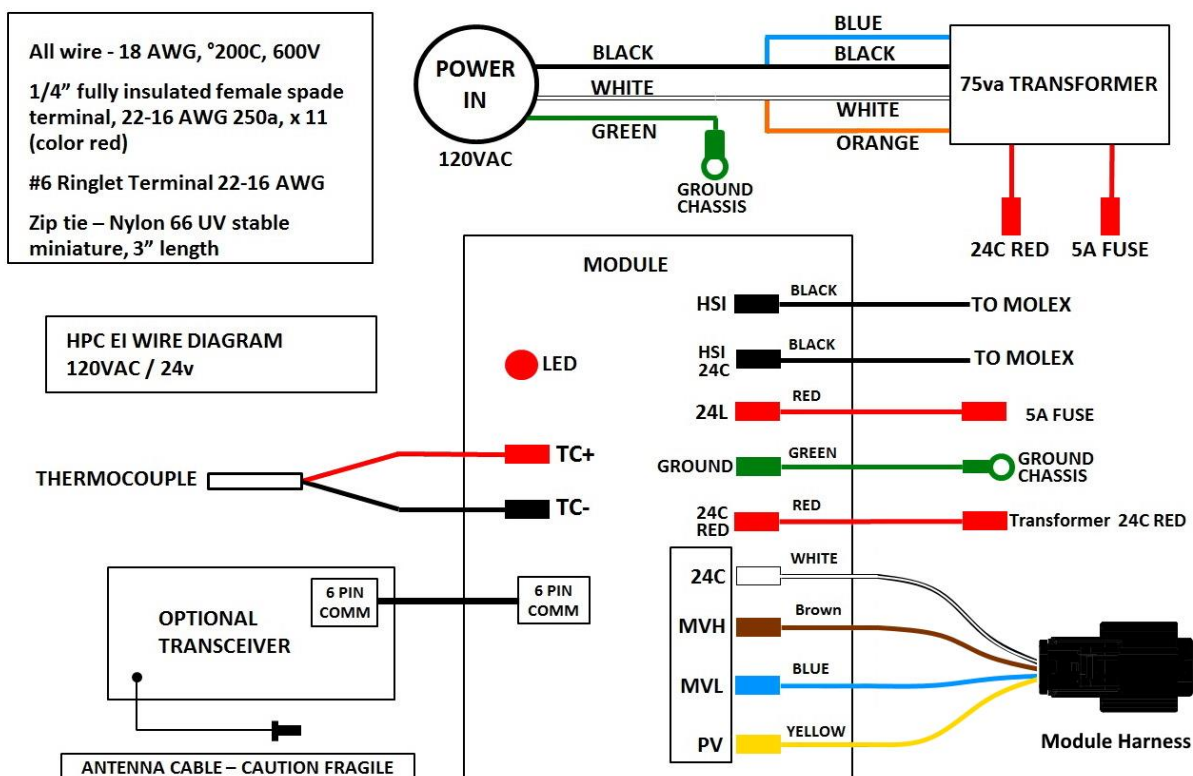 All wire - 18 AWG, °200C, 600V
1/4” fully insulated female spade
terminal, 22-16 AWG 250a, x 11
(color red)
#6 Ringlet Terminal 22-16 AWG
Zip tie – Nylon 66 UV stable
miniature, 3” length
HPC EI WIRE DIAGRAM
120VAC / 24v
POWER
IN
120VAC
BLACK
WHITE
GREEN
BLUE
BLACK
WHITE
ORANGE
GROUND
CHASSIS
75va TRANSFORMER
24C RED
5A FUSE
MODULE
LED
THERMOCOUPLE
TC+
TC-
OPTIONAL
TRANSCEIVER
6 PIN
COMM
6 PIN
COMM
ANTENNA CABLE – CAUTION FRAGILE
HSI
BLACK
TO MOLEX
HSI
24C
BLACK
TO MOLEX
24L
RED
5A FUSE
GROUND
GREEN
GROUND
CHASSIS
24C
RED
RED
Transformer 24C RED
24C
WHITE
MVH
Brown
MVL
BLUE
PV
YELLOW
Module Harness